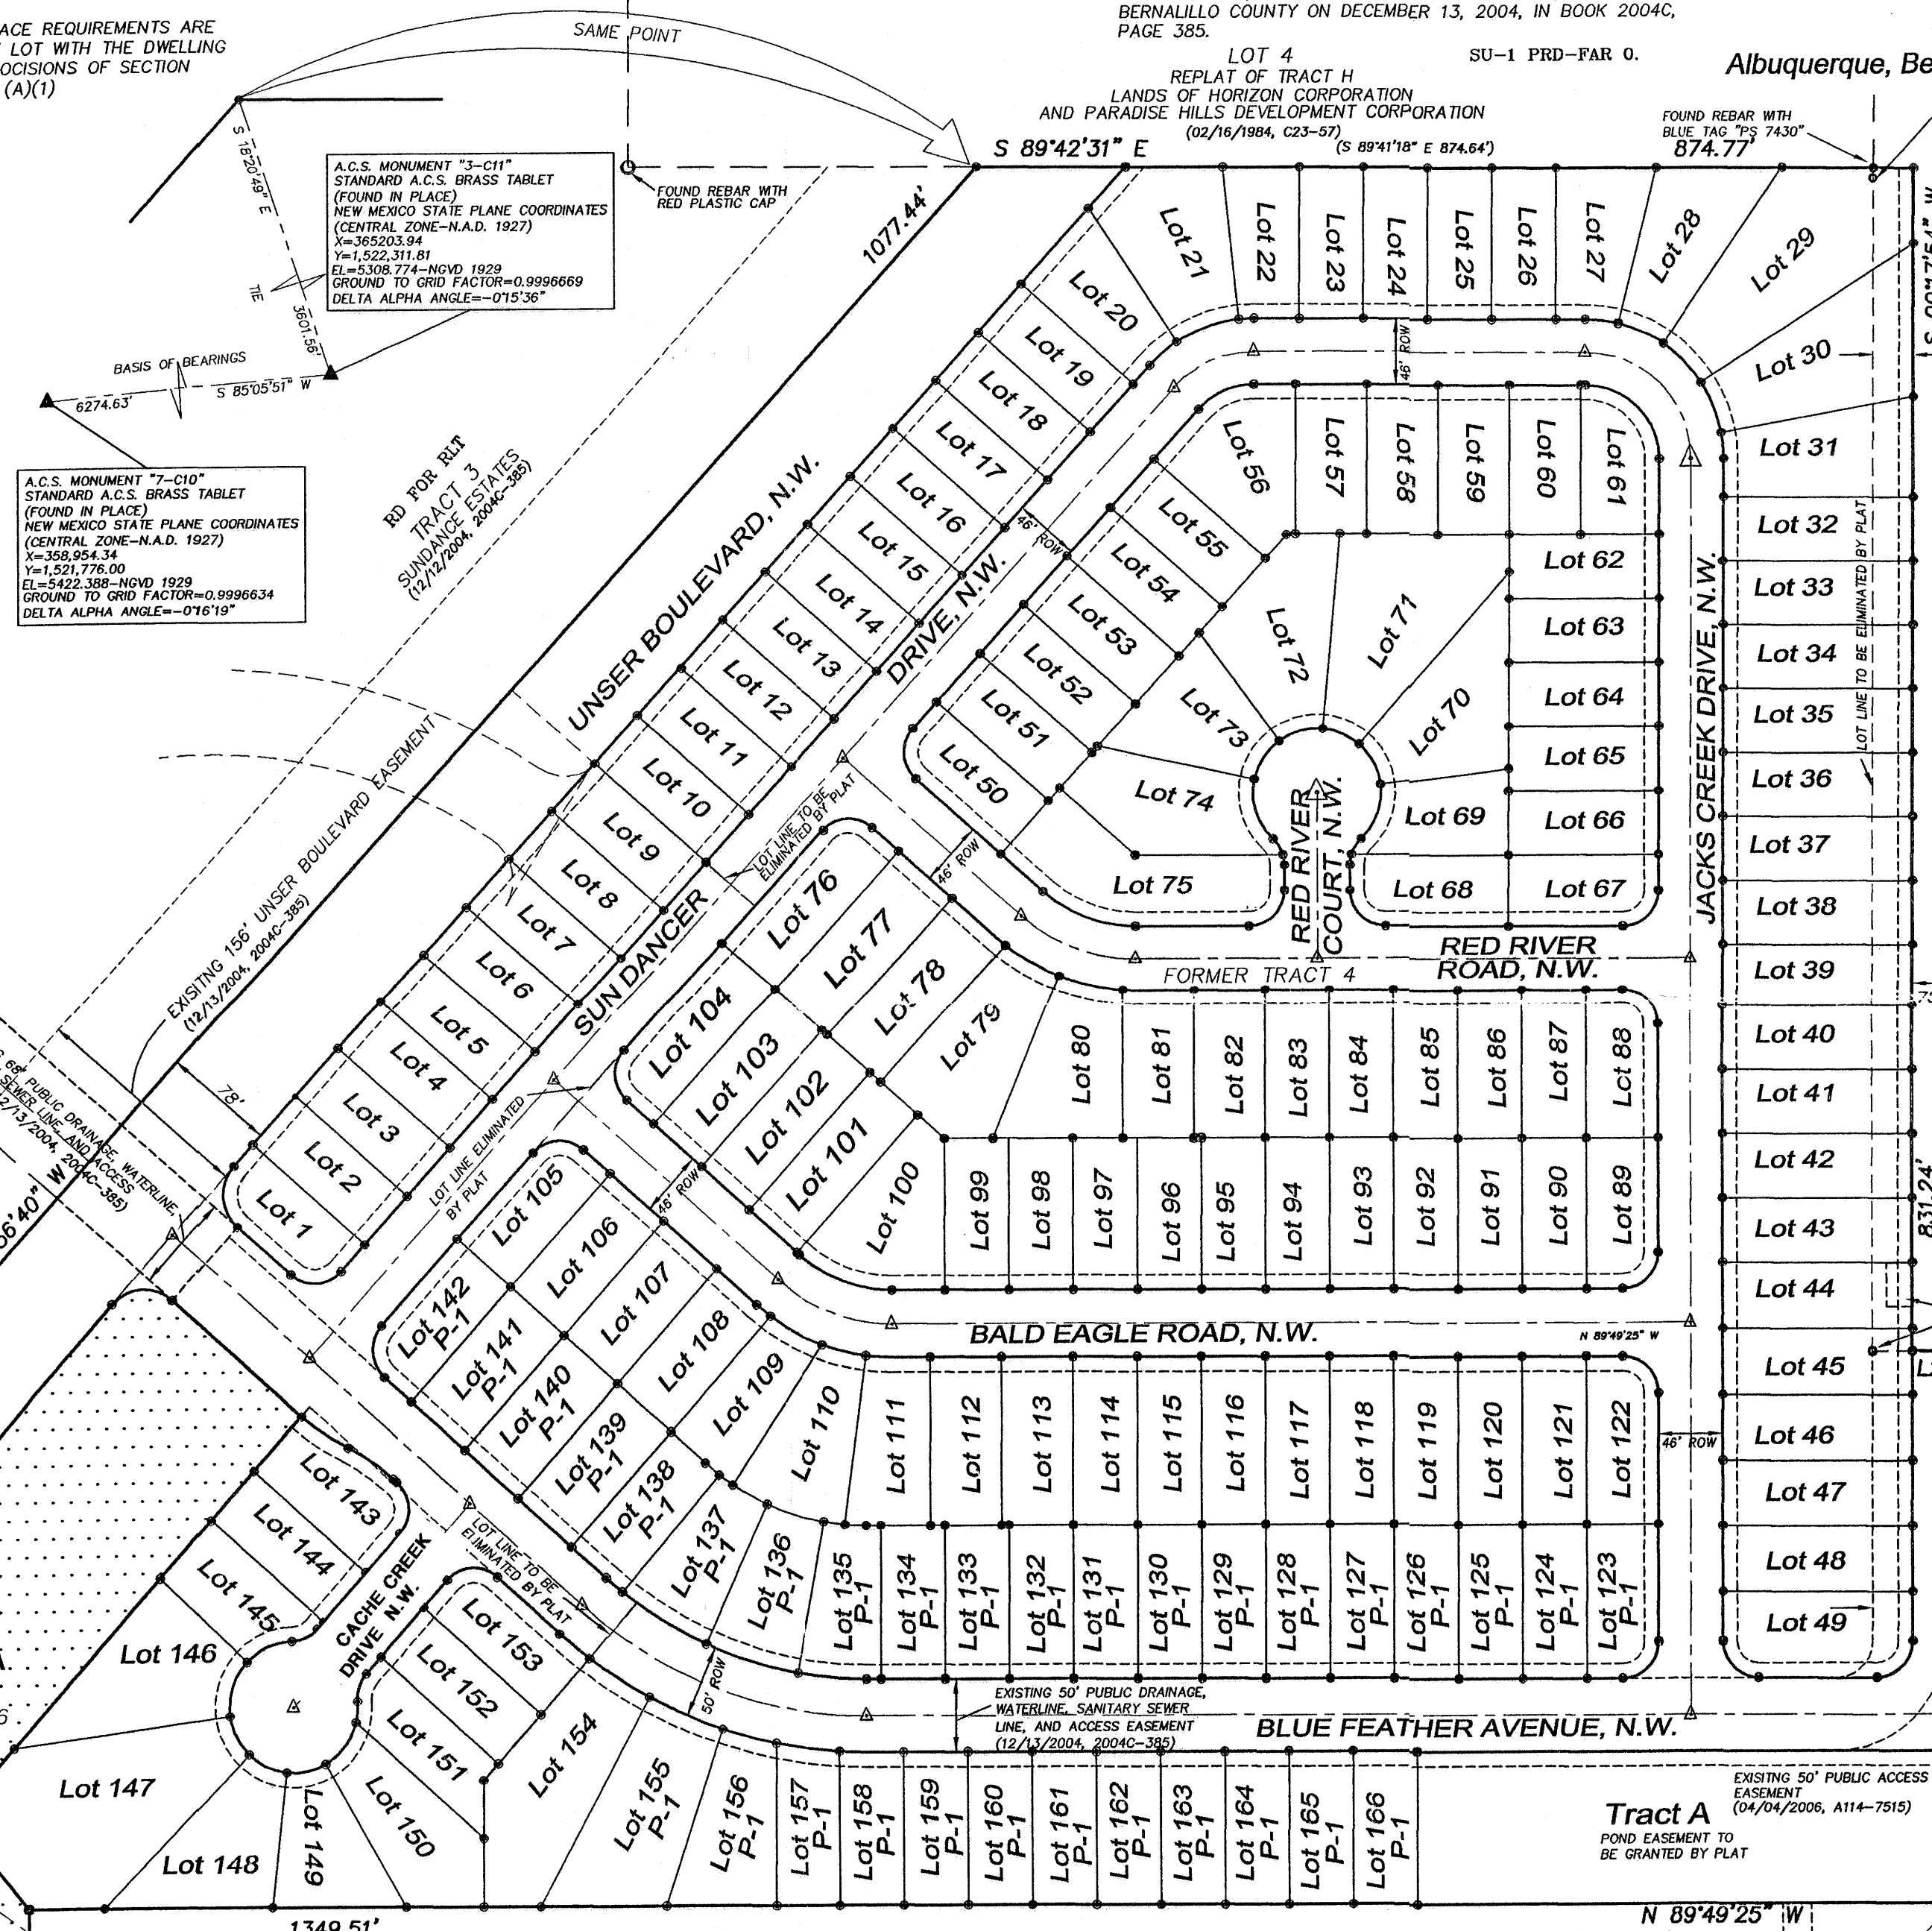 ACE REQUIREMENTS ARE
LOT WITH THE DWELLING
OCISIONS OF SECTION
(A)(1)
SAME POINT
BERNALILLO COUNTY ON DECEMBER 13, 2004, IN BOOK 2004C,
PAGE 385.
LOT 4
REPLAT OF TRACT H
LANDS OF HORIZON CORPORATION
AND PARADISE HILLS DEVELOPMENT CORPORATION
(02/16/1984, C23-57)
SU-1 PRD-FAR 0.
Albuquerque, Be
FOUND REBAR WITH
BLUE TAG "PS 7430"
S 89°42'31" E
(S 89°41'18" E 874.64')
874.77'
S 18°20'49" E
TIE
3601.56'
A.C.S. MONUMENT "3-C11"
STANDARD A.C.S. BRASS TABLET
(FOUND IN PLACE)
NEW MEXICO STATE PLANE COORDINATES
(CENTRAL ZONE-N.A.D. 1927)
X=365203.94
Y=1,522,311.81
EL=5308.774-NGVD 1929
GROUND TO GRID FACTOR=0.9996669
DELTA ALPHA ANGLE=-0°15'36"
FOUND REBAR WITH
RED PLASTIC CAP
1077.44'
BASIS OF BEARINGS
6274.63'
S 85°05'51" W
A.C.S. MONUMENT "7-C10"
STANDARD A.C.S. BRASS TABLET
(FOUND IN PLACE)
NEW MEXICO STATE PLANE COORDINATES
(CENTRAL ZONE-N.A.D. 1927)
X=358,954.34
Y=1,521,776.00
EL=5422.388-NGVD 1929
GROUND TO GRID FACTOR=0.9996634
DELTA ALPHA ANGLE=-0°16'19"
RD FOR RLT
TRACT 3
SUNDANCE ESTATES
(12/12/2004, 2004C-385)
UNSER BOULEVARD, N.W.
EXISITNG 156' UNSER BOULEVARD EASEMENT
(12/13/2004, 2004C-385)
78'
68' PUBLIC DRAINAGE, WATERLINE,
SEWER LINE, AND ACCESS
12/13/2004, 2004C-385)
56'40" W
Lot 1
Lot 2
Lot 3
Lot 4
Lot 5
Lot 6
Lot 7
Lot 8
Lot 9
Lot 10
Lot 11
Lot 12
Lot 13
Lot 14
Lot 15
Lot 16
Lot 17
Lot 18
Lot 19
Lot 20
Lot 21
Lot 22
Lot 23
Lot 24
Lot 25
Lot 26
Lot 27
Lot 28
Lot 29
Lot 30
Lot 31
Lot 32
Lot 33
Lot 34
Lot 35
Lot 36
Lot 37
Lot 38
Lot 39
Lot 40
Lot 41
Lot 42
Lot 43
Lot 44
Lot 45
Lot 46
Lot 47
Lot 48
Lot 49
LOT LINE TO BE ELIMINATED BY PLAT
831.24'
JACKS CREEK DRIVE, N.W.
46' ROW
46' ROW
46' ROW
SUN DANCER
DRIVE, N.W.
Lot 50
Lot 51
Lot 52
Lot 53
Lot 54
Lot 55
Lot 56
Lot 57
Lot 58
Lot 59
Lot 60
Lot 61
Lot 62
Lot 63
Lot 64
Lot 65
Lot 66
Lot 67
Lot 68
Lot 69
Lot 70
Lot 71
Lot 72
Lot 73
Lot 74
Lot 75
RED RIVER
COURT, N.W.
RED RIVER
ROAD, N.W.
FORMER TRACT 4
46' ROW
LOT LINE TO BE
ELIMINATED BY PLAT
Lot 76
Lot 77
Lot 78
Lot 79
Lot 80
Lot 81
Lot 82
Lot 83
Lot 84
Lot 85
Lot 86
Lot 87
Lot 88
Lot 89
Lot 90
Lot 91
Lot 92
Lot 93
Lot 94
Lot 95
Lot 96
Lot 97
Lot 98
Lot 99
Lot 100
Lot 101
Lot 102
Lot 103
Lot 104
LOT LINE ELIMINATED
BY PLAT
46' ROW
BALD EAGLE ROAD, N.W.
N 89°49'25" W
Lot 105
Lot 106
Lot 107
Lot 108
Lot 109
Lot 110
Lot 111
Lot 112
Lot 113
Lot 114
Lot 115
Lot 116
Lot 117
Lot 118
Lot 119
Lot 120
Lot 121
Lot 122
Lot 123
P-1
Lot 124
P-1
Lot 125
P-1
Lot 126
P-1
Lot 127
P-1
Lot 128
P-1
Lot 129
P-1
Lot 130
P-1
Lot 131
P-1
Lot 132
P-1
Lot 133
P-1
Lot 134
P-1
Lot 135
P-1
Lot 136
P-1
Lot 137
P-1
Lot 138
P-1
Lot 139
P-1
Lot 140
P-1
Lot 141
P-1
Lot 142
P-1
Lot 143
Lot 144
Lot 145
Lot 146
Lot 147
Lot 148
Lot 149
Lot 150
Lot 151
Lot 152
Lot 153
Lot 154
CACHE CREEK
DRIVE N.W.
LOT LINE TO BE
ELIMINATED BY PLAT
50' ROW
EXISTING 50' PUBLIC DRAINAGE,
WATERLINE, SANITARY SEWER
LINE, AND ACCESS EASEMENT
(12/13/2004, 2004C-385)
BLUE FEATHER AVENUE, N.W.
Lot 155
P-1
Lot 156
P-1
Lot 157
P-1
Lot 158
P-1
Lot 159
P-1
Lot 160
P-1
Lot 161
P-1
Lot 162
P-1
Lot 163
P-1
Lot 164
P-1
Lot 165
P-1
Lot 166
P-1
Tract A
POND EASEMENT TO
BE GRANTED BY PLAT
EXISITNG 50' PUBLIC ACCESS
EASEMENT
(04/04/2006, A114-7515)
1349.51'
N 89°49'25" W